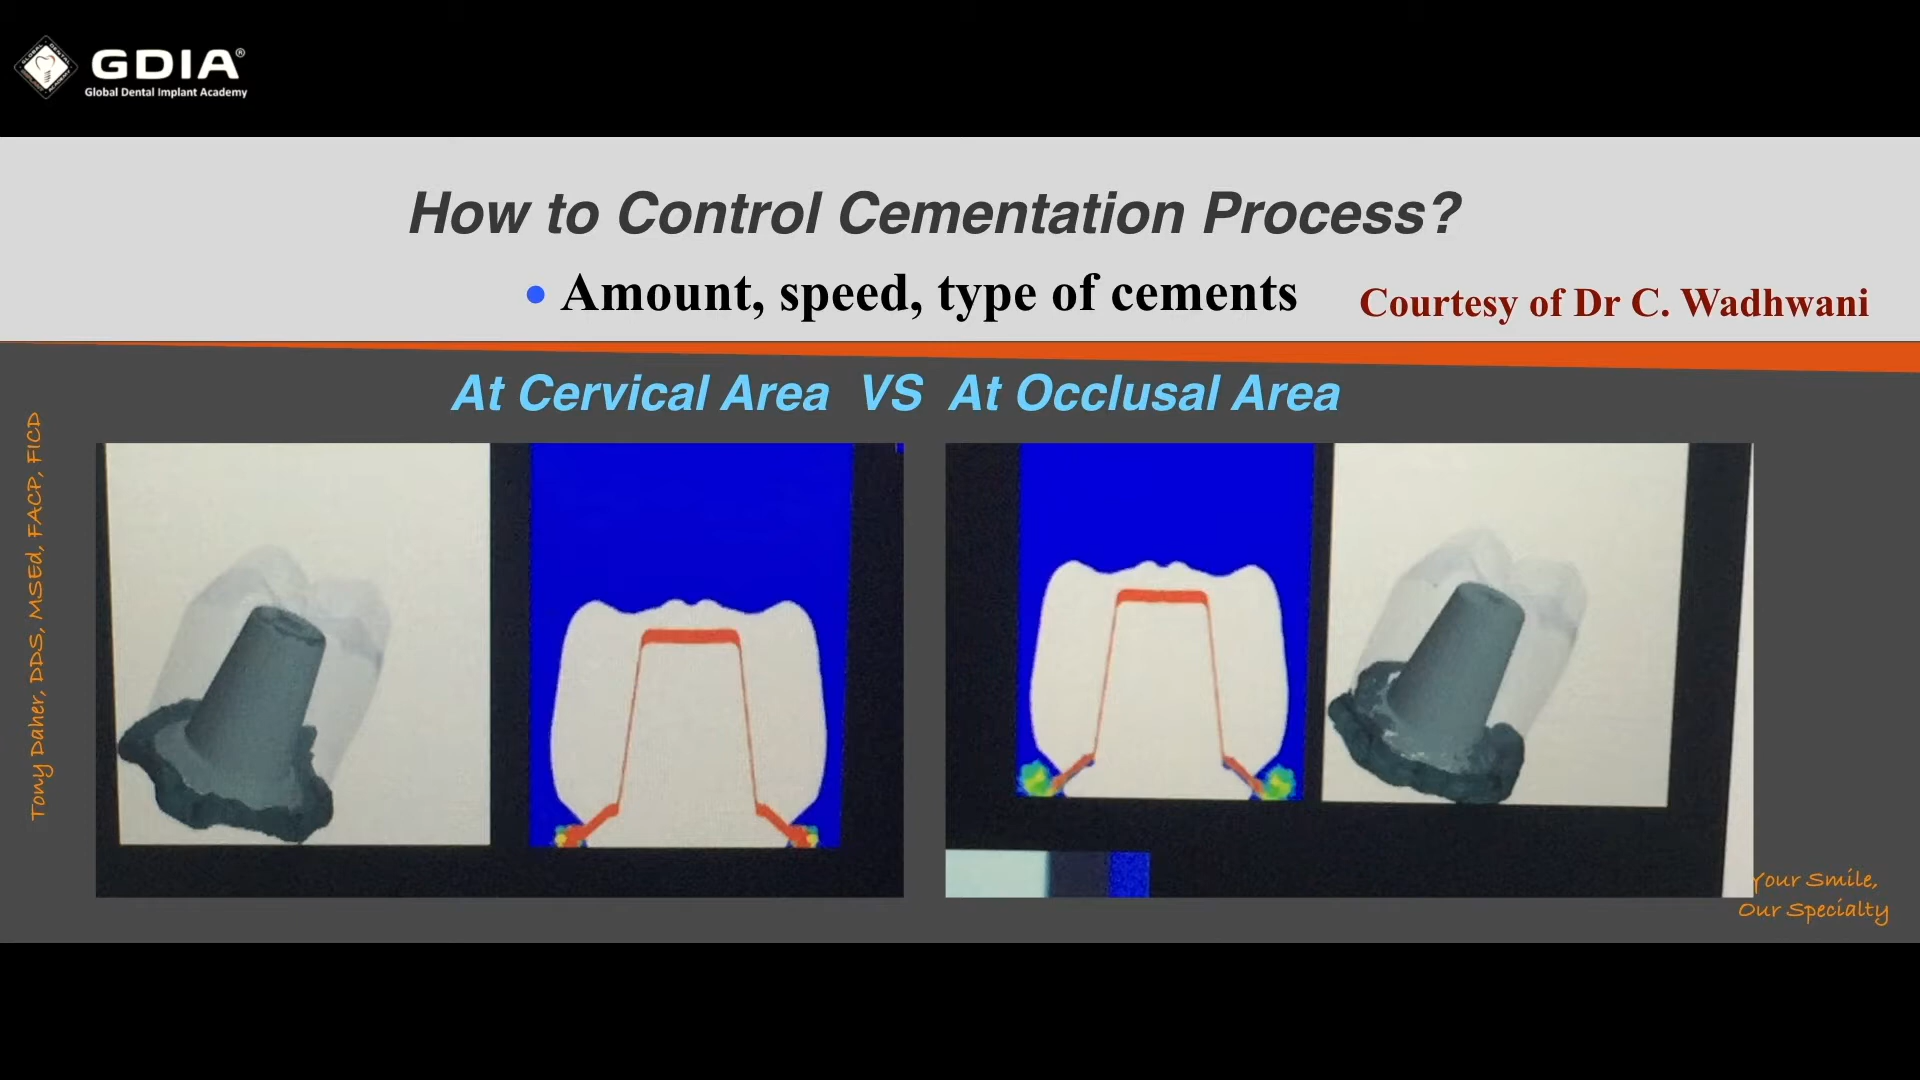 GDIA®
Global Dental Implant Academy
How to Control Cementation Process?
• Amount, speed, type of cements
Courtesy of Dr C. Wadhwani
At Cervical Area VS At Occlusal Area
Tony Daher, DDS, MSEd, FACP, FICD
Your Smile,
Our Specialty